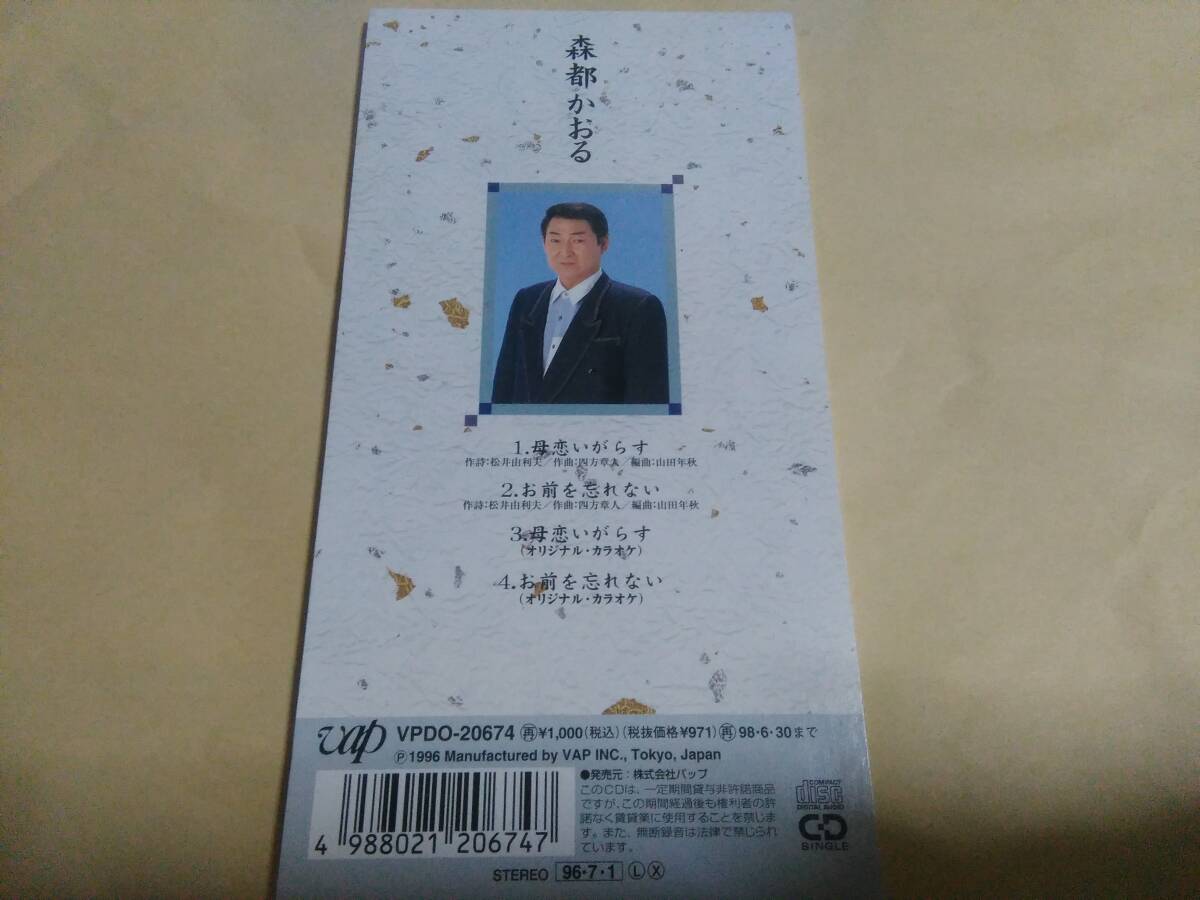 森都かおる
1.母恋いがらす
作詩:松井由利夫/作曲:四方章人/編曲:山田年秋
2.お前を忘れない
作詩:松井由利夫/作曲:四方章人/編曲:山田年秋
3.母恋いがらす
(オリジナル・カラオケ)
4.お前を忘れない
(オリジナル・カラオケ)
vap VPDO-20674 再¥1,000(税込)(税抜価格¥971)再98・6・30まで
Ⓟ1996 Manufactured by VAP INC., Tokyo, Japan
●発売元:株式会社バップ
このCDは、一定期間貸与非許諾商品
ですが、この期間経過後も権利者の許
諾なく賃貸業に使用することを禁じま
す。また、無断録音は法律で禁じられ
ています。
COMPACT
disc
DIGITAL AUDIO
CD
SINGLE
4 988021 206747
STEREO 96・7・1 Ⓛ Ⓧ